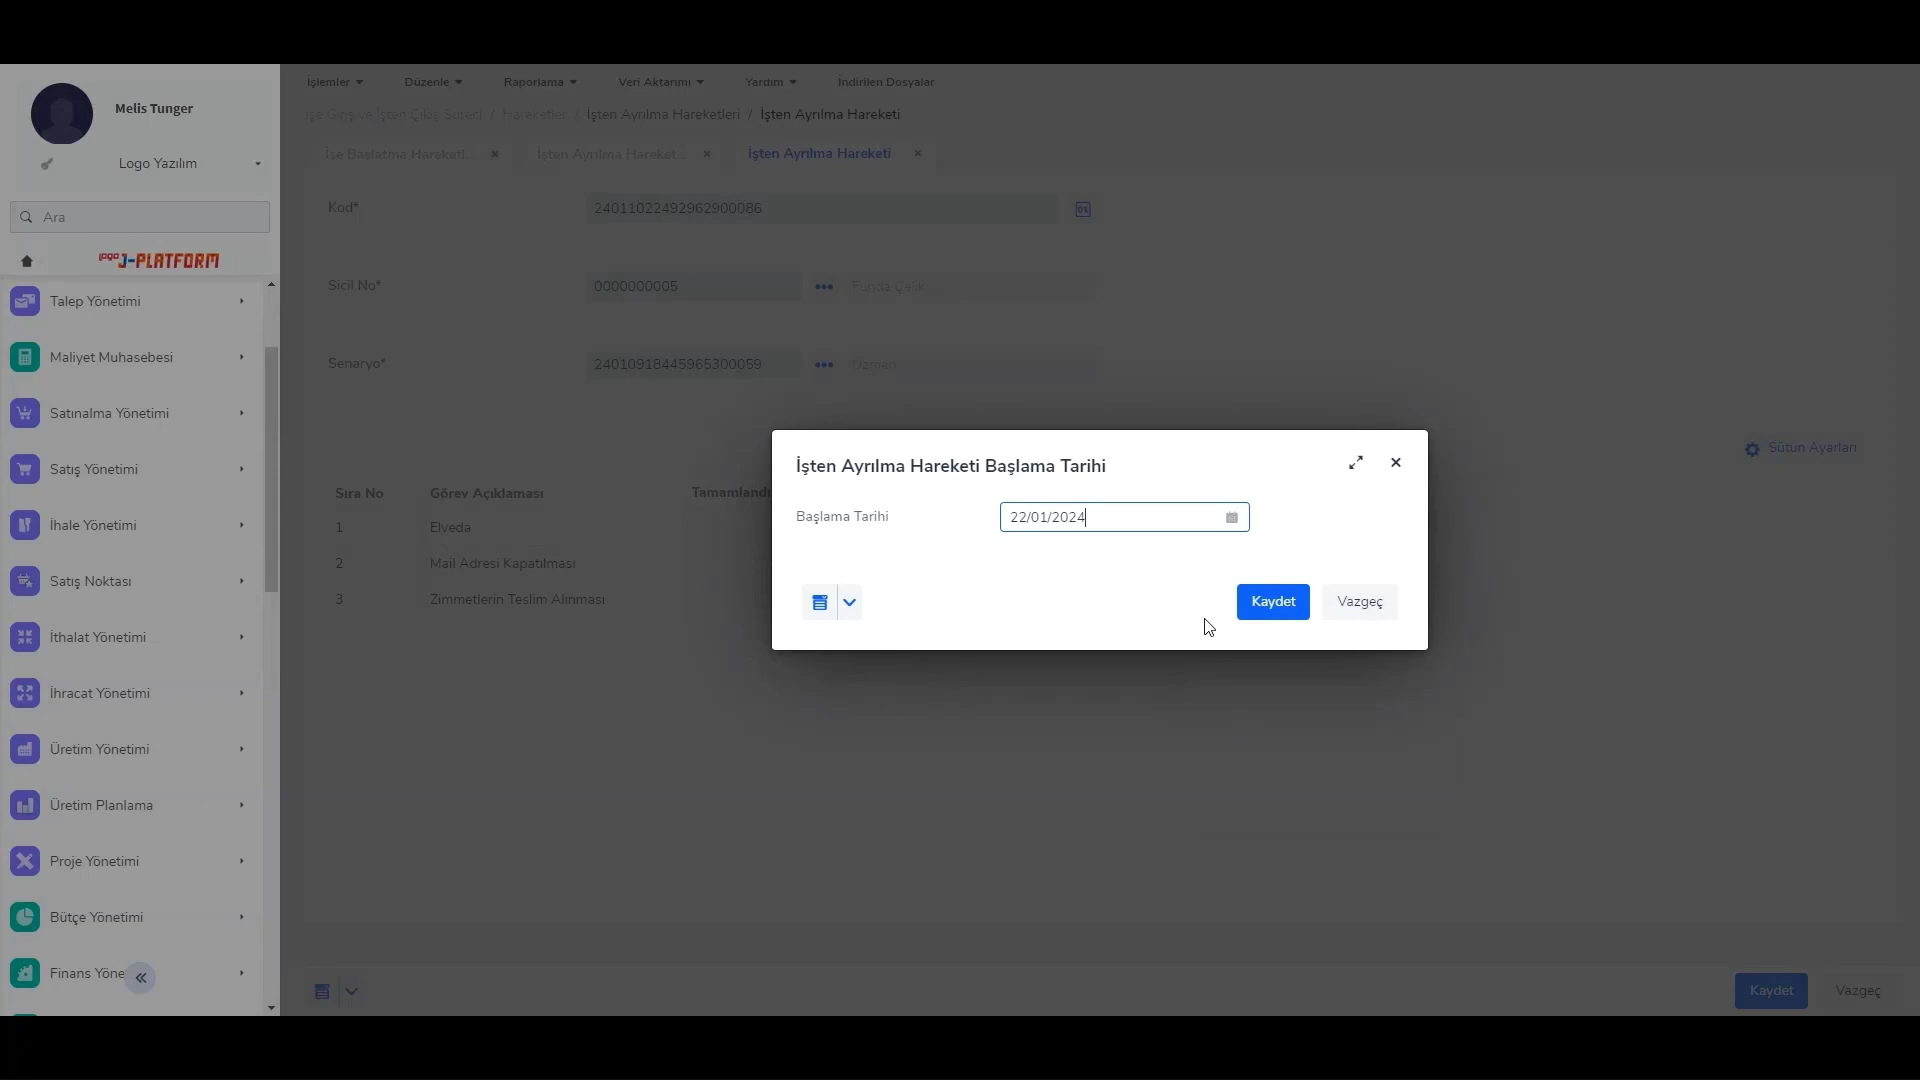 Melis Tunger
Logo Yazılım
Ara
LOGO J-PLATFORM
Talep Yönetimi
Maliyet Muhasebesi
Satınalma Yönetimi
Satış Yönetimi
İhale Yönetimi
Satış Noktası
İthalat Yönetimi
İhracat Yönetimi
Üretim Yönetimi
Üretim Planlama
Proje Yönetimi
Bütçe Yönetimi
Finans Yöne
İşlemler Düzenle Raporlama Veri Aktarımı Yardım İndirilen Dosyalar
İşe Giriş ve İşten Çıkış Süreci / Hareketler / İşten Ayrılma Hareketleri / İşten Ayrılma Hareketi
İşe Başlatma Hareketl... İşten Ayrılma Hareket... İşten Ayrılma Hareketi
Kod* 24011022492962900086
Sicil No* 0000000005 Funda Çelik
Senaryo* 24010918445965300059 Uzman
Sütun Ayarları
Sıra No Görev Açıklaması Tamamlandı
1 Elveda
2 Mail Adresi Kapatılması
3 Zimmetlerin Teslim Alınması
İşten Ayrılma Hareketi Başlama Tarihi
Başlama Tarihi 22/01/2024
Kaydet Vazgeç
Kaydet Vazgeç